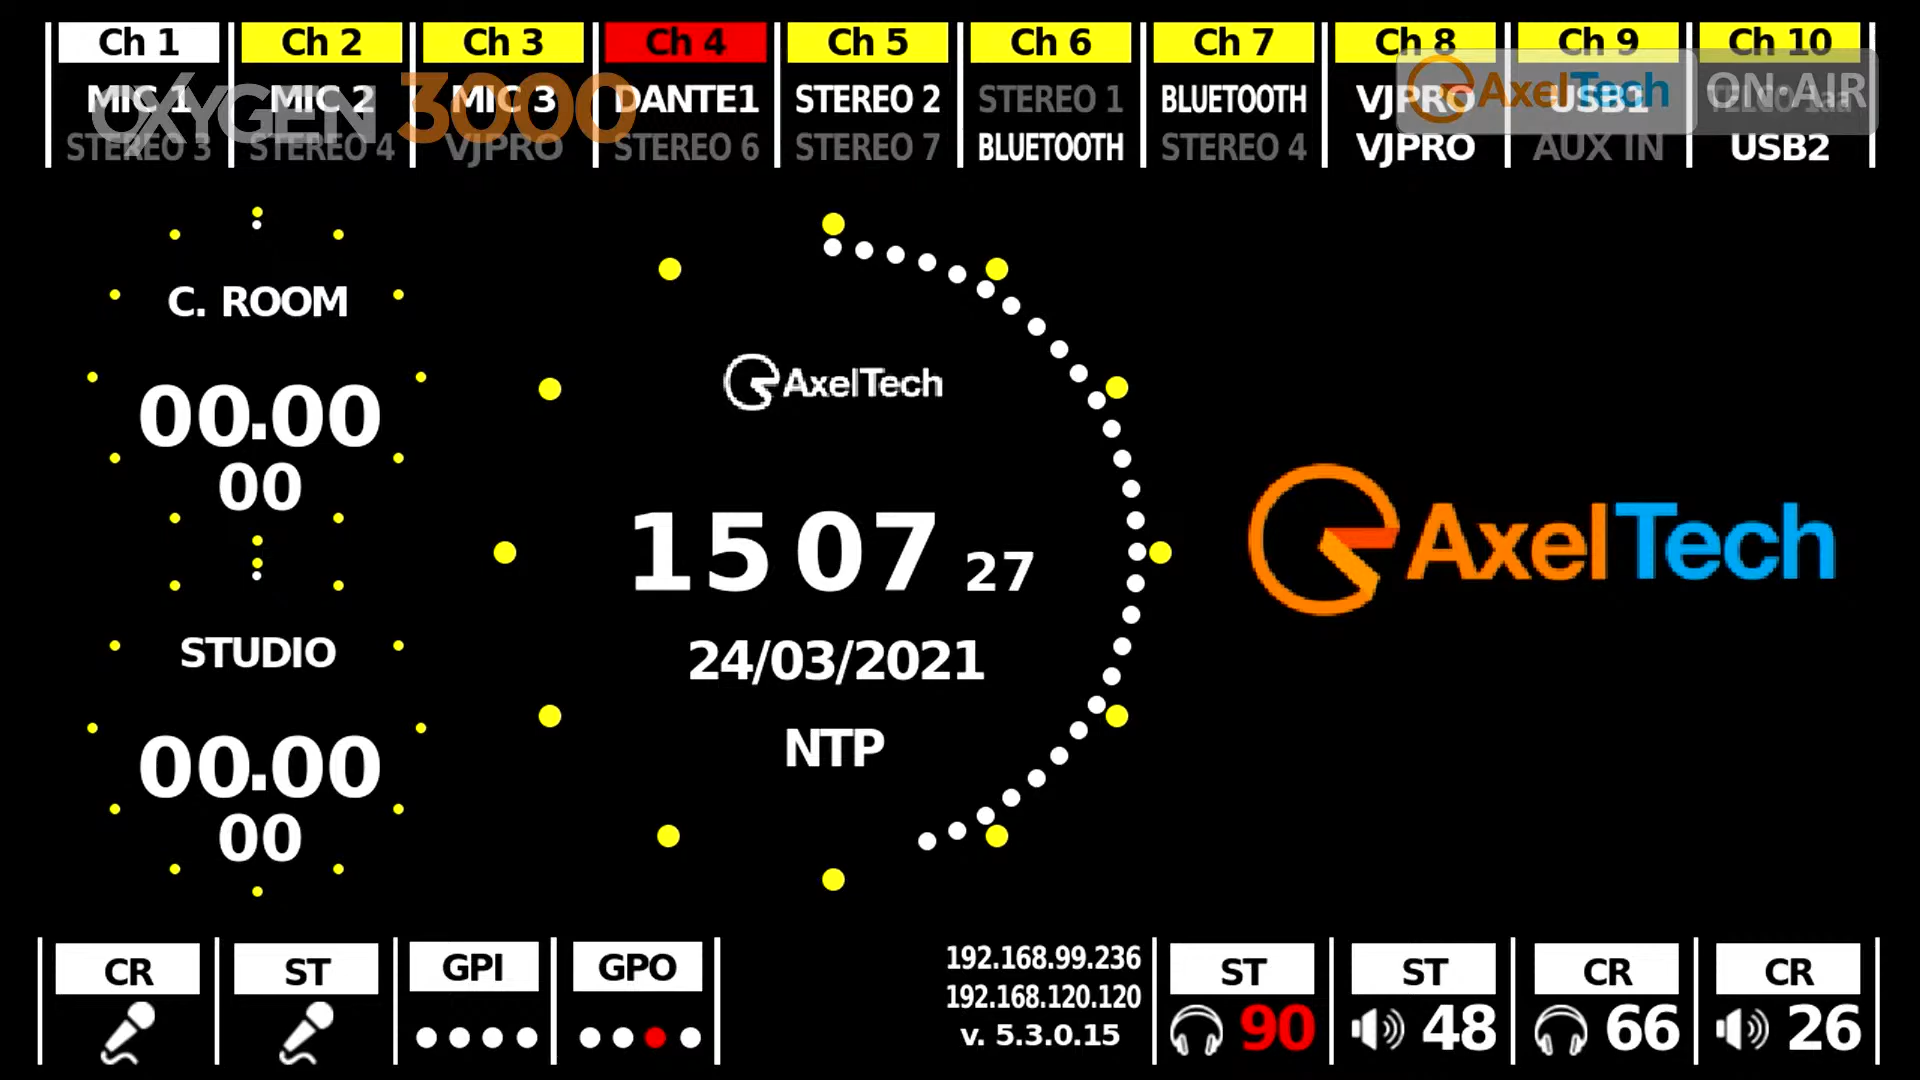 Ch 1 Ch 2 Ch 3 Ch 4 Ch 5 Ch 6 Ch 7 Ch 8 Ch 9 Ch 10
MIC 1 MIC 2 MIC 3 DANTE1 STEREO 2 STEREO 1 BLUETOOTH VJPRO USB1
OXYGEN 3000
AxelTech ON•AIR
STEREO 3 STEREO 4 VJPRO STEREO 6 STEREO 7 BLUETOOTH STEREO 4 VJPRO AUX IN USB2
C. ROOM
00.00
00
STUDIO
00.00
00
AxelTech
15 07 27
24/03/2021
NTP
AxelTech
CR ST GPI GPO
192.168.99.236
192.168.120.120
v. 5.3.0.15
ST ST CR CR
90 48 66 26